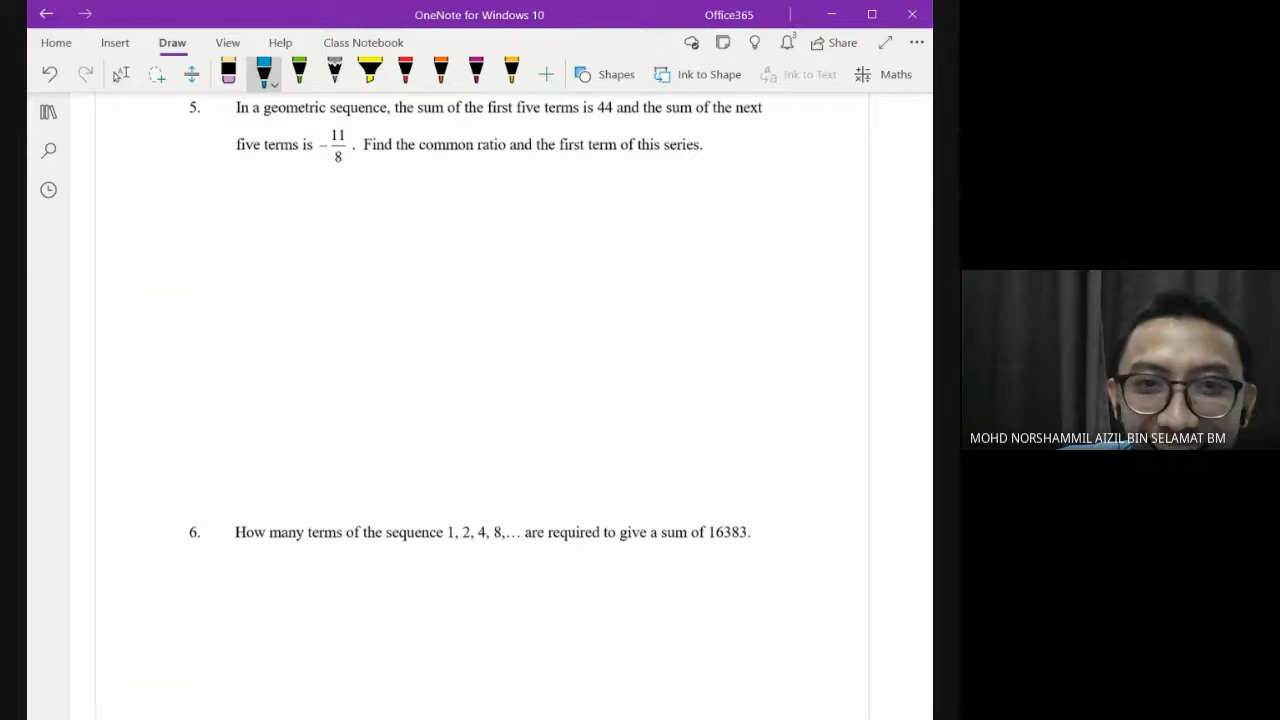 OneNote for Windows 10
Office365
Home Insert Draw View Help Class Notebook
3
Share
Shapes Ink to Shape Ink to Text Maths
5. In a geometric sequence, the sum of the first five terms is 44 and the sum of the next
five terms is −11/8 . Find the common ratio and the first term of this series.
6. How many terms of the sequence 1, 2, 4, 8,… are required to give a sum of 16383.
MOHD NORSHAMMIL AIZIL BIN SELAMAT BM